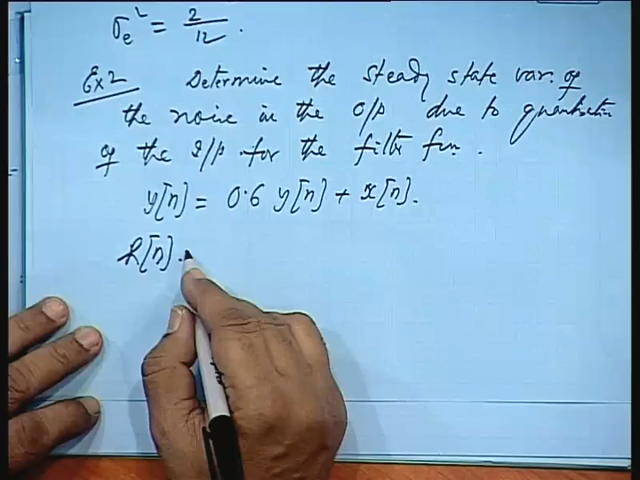 σe² = 2/12.
Ex2 Determine the steady state var. of
the noise in the O/P due to quantisation
of the I/P for the filter fun.
y[n] = 0.6 y[n] + x[n].
h[n]